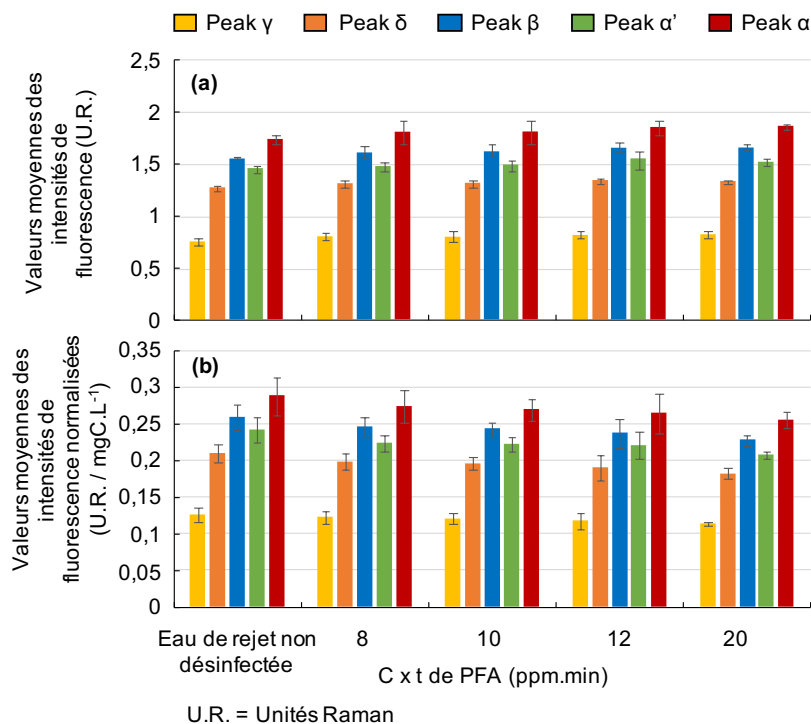 Peak γ Peak δ Peak β Peak α' Peak α
(a)
Valeurs moyennes des
intensités de
fluorescence (U.R.)
2,5
2
1,5
1
0,5
0
(b)
Valeurs moyennes des
intensités de
fluorescence normalisées
(U.R. / mgC.L-1)
0,35
0,3
0,25
0,2
0,15
0,1
0,05
0
Eau de rejet non
désinfectée
8 10 12 20
C x t de PFA (ppm.min)
U.R. = Unités Raman